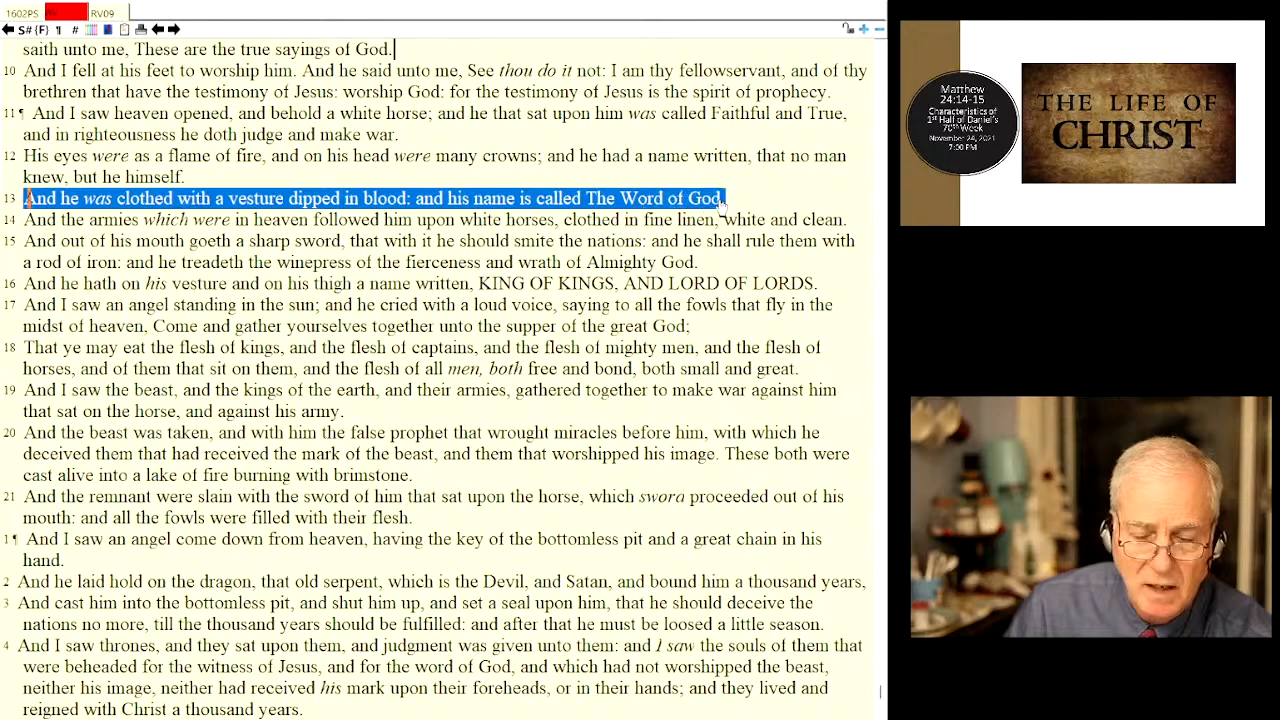 1602PS
RV09
S#{F} ¶ #
saith unto me, These are the true sayings of God.
10 And I fell at his feet to worship him. And he said unto me, See thou do it not: I am thy fellowservant, and of thy
brethren that have the testimony of Jesus: worship God: for the testimony of Jesus is the spirit of prophecy.
11 ¶ And I saw heaven opened, and behold a white horse; and he that sat upon him was called Faithful and True,
and in righteousness he doth judge and make war.
12 His eyes were as a flame of fire, and on his head were many crowns; and he had a name written, that no man
knew, but he himself.
13 And he was clothed with a vesture dipped in blood: and his name is called The Word of God.
14 And the armies which were in heaven followed him upon white horses, clothed in fine linen, white and clean.
15 And out of his mouth goeth a sharp sword, that with it he should smite the nations: and he shall rule them with
a rod of iron: and he treadeth the winepress of the fierceness and wrath of Almighty God.
16 And he hath on his vesture and on his thigh a name written, KING OF KINGS, AND LORD OF LORDS.
17 And I saw an angel standing in the sun; and he cried with a loud voice, saying to all the fowls that fly in the
midst of heaven, Come and gather yourselves together unto the supper of the great God;
18 That ye may eat the flesh of kings, and the flesh of captains, and the flesh of mighty men, and the flesh of
horses, and of them that sit on them, and the flesh of all men, both free and bond, both small and great.
19 And I saw the beast, and the kings of the earth, and their armies, gathered together to make war against him
that sat on the horse, and against his army.
20 And the beast was taken, and with him the false prophet that wrought miracles before him, with which he
deceived them that had received the mark of the beast, and them that worshipped his image. These both were
cast alive into a lake of fire burning with brimstone.
21 And the remnant were slain with the sword of him that sat upon the horse, which sword proceeded out of his
mouth: and all the fowls were filled with their flesh.
1 ¶ And I saw an angel come down from heaven, having the key of the bottomless pit and a great chain in his
hand.
2 And he laid hold on the dragon, that old serpent, which is the Devil, and Satan, and bound him a thousand years,
3 And cast him into the bottomless pit, and shut him up, and set a seal upon him, that he should deceive the
nations no more, till the thousand years should be fulfilled: and after that he must be loosed a little season.
4 And I saw thrones, and they sat upon them, and judgment was given unto them: and I saw the souls of them that
were beheaded for the witness of Jesus, and for the word of God, and which had not worshipped the beast,
neither his image, neither had received his mark upon their foreheads, or in their hands; and they lived and
reigned with Christ a thousand years.
Matthew
24:14-15
Characteristics of
1st Half of Daniel's
70th Week
November 24, 2021
7:00 PM
THE LIFE OF
CHRIST